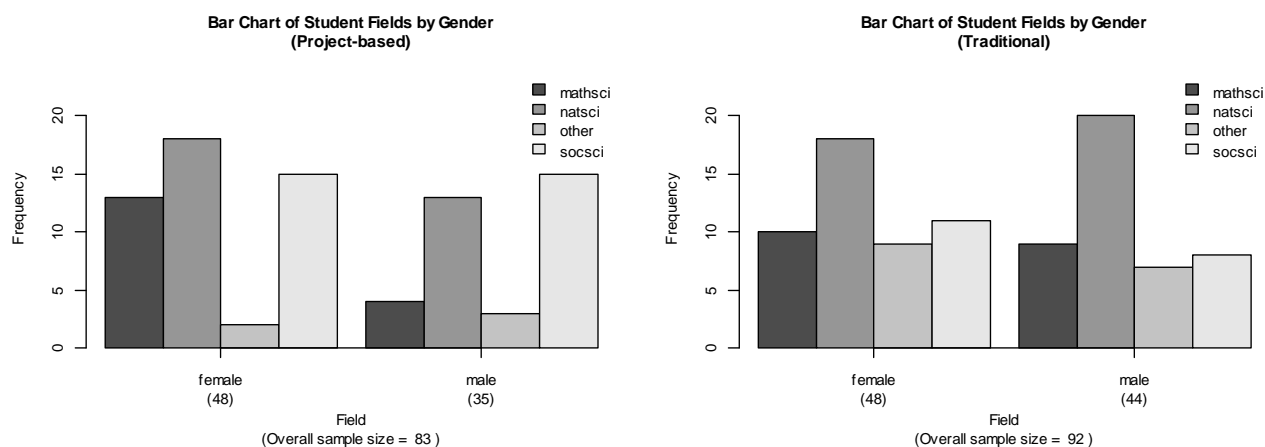 Bar Chart of Student Fields by Gender
(Project-based)
mathsci
natsci
other
socsci
20
15
10
5
0
Frequency
female
(48)
male
(35)
Field
(Overall sample size =  83 )
Bar Chart of Student Fields by Gender
(Traditional)
mathsci
natsci
other
socsci
20
15
10
5
0
Frequency
female
(48)
male
(44)
Field
(Overall sample size =  92 )